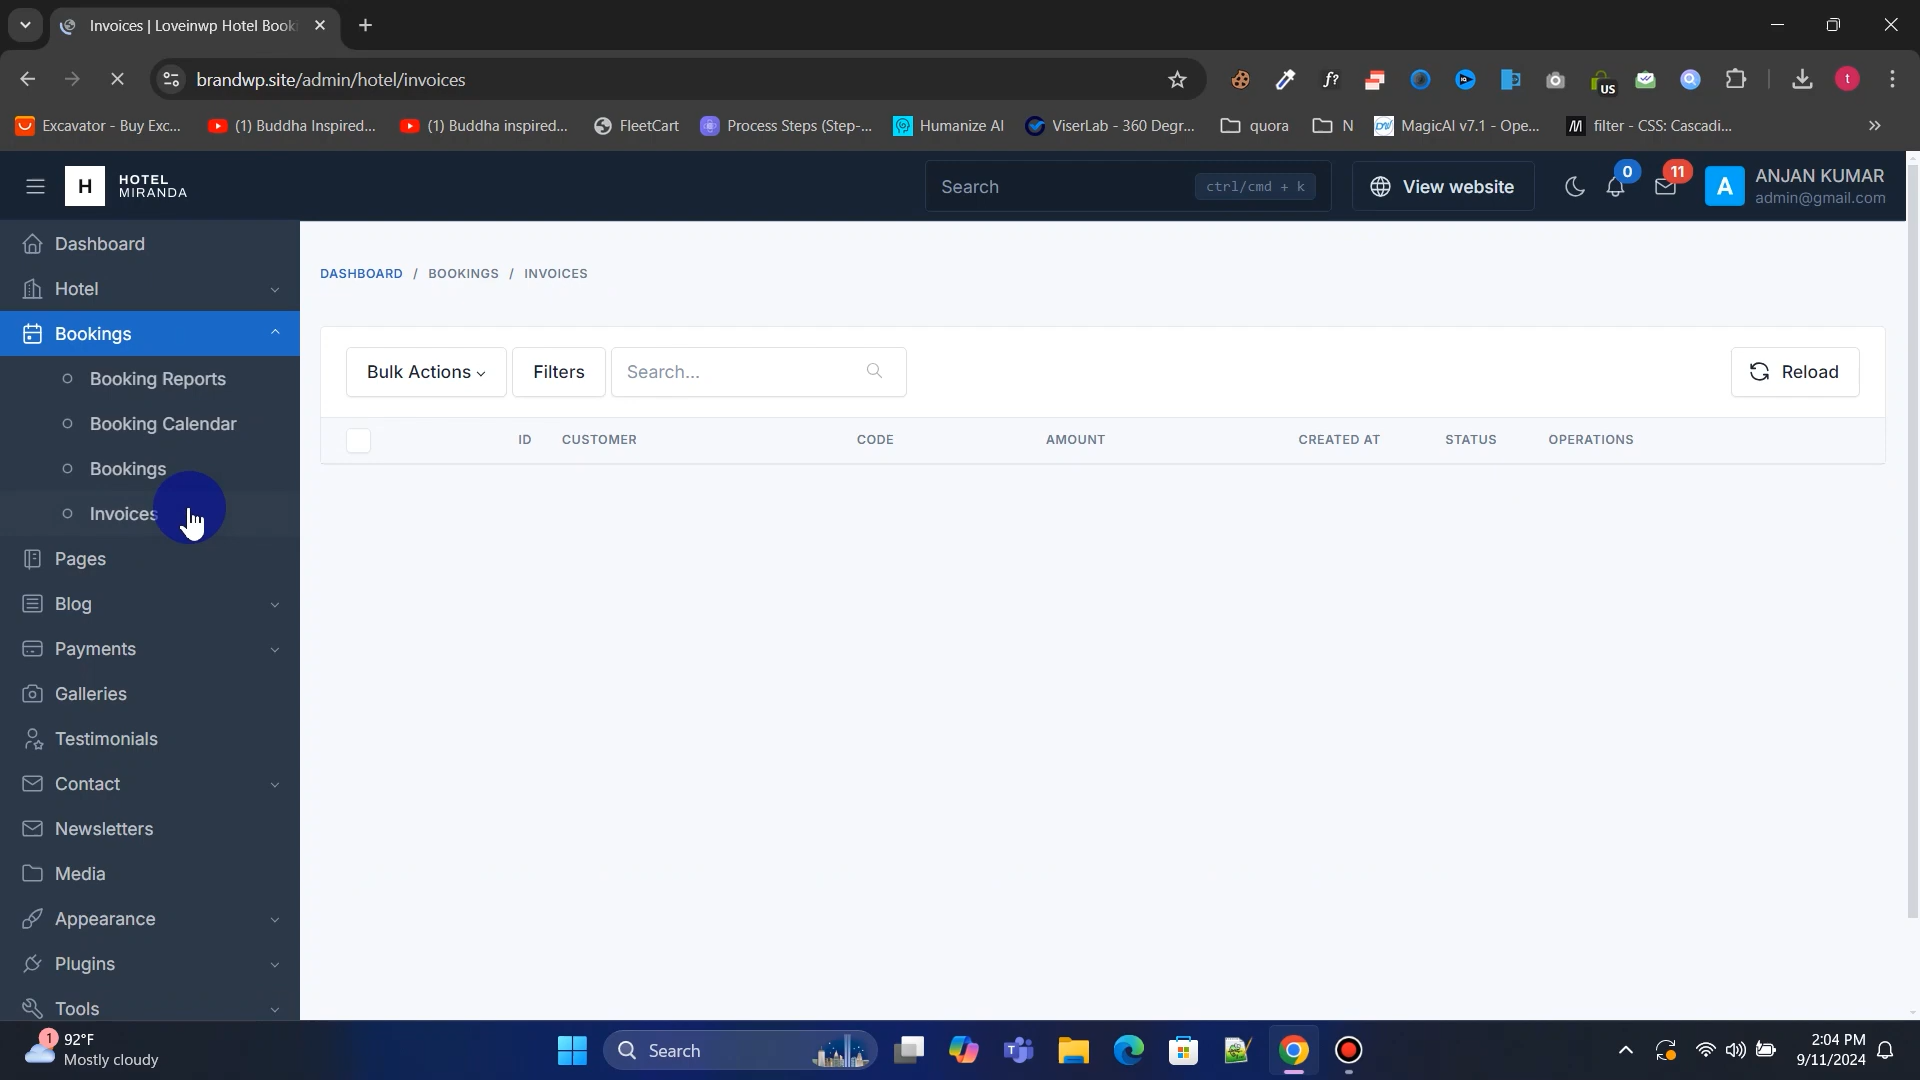 Invoices | Loveinwp Hotel Booki
brandwp.site/admin/hotel/invoices
US
t
Excavator - Buy Exc...
(1) Buddha Inspired...
(1) Buddha inspired...
FleetCart
Process Steps (Step-...
Humanize AI
ViserLab - 360 Degr...
quora
N
MagicAI v7.1 - Ope...
filter - CSS: Cascadi...
H
HOTEL
MIRANDA
Search
ctrl/cmd + k
View website
0
11
A
ANJAN KUMAR
admin@gmail.com
Dashboard
Hotel
Bookings
Booking Reports
Booking Calendar
Bookings
Invoices
Pages
Blog
Payments
Galleries
Testimonials
Contact
Newsletters
Media
Appearance
Plugins
Tools
DASHBOARD / BOOKINGS / INVOICES
Bulk Actions
Filters
Search...
Reload
ID
CUSTOMER
CODE
AMOUNT
CREATED AT
STATUS
OPERATIONS
1
92°F
Mostly cloudy
Search
2:04 PM
9/11/2024